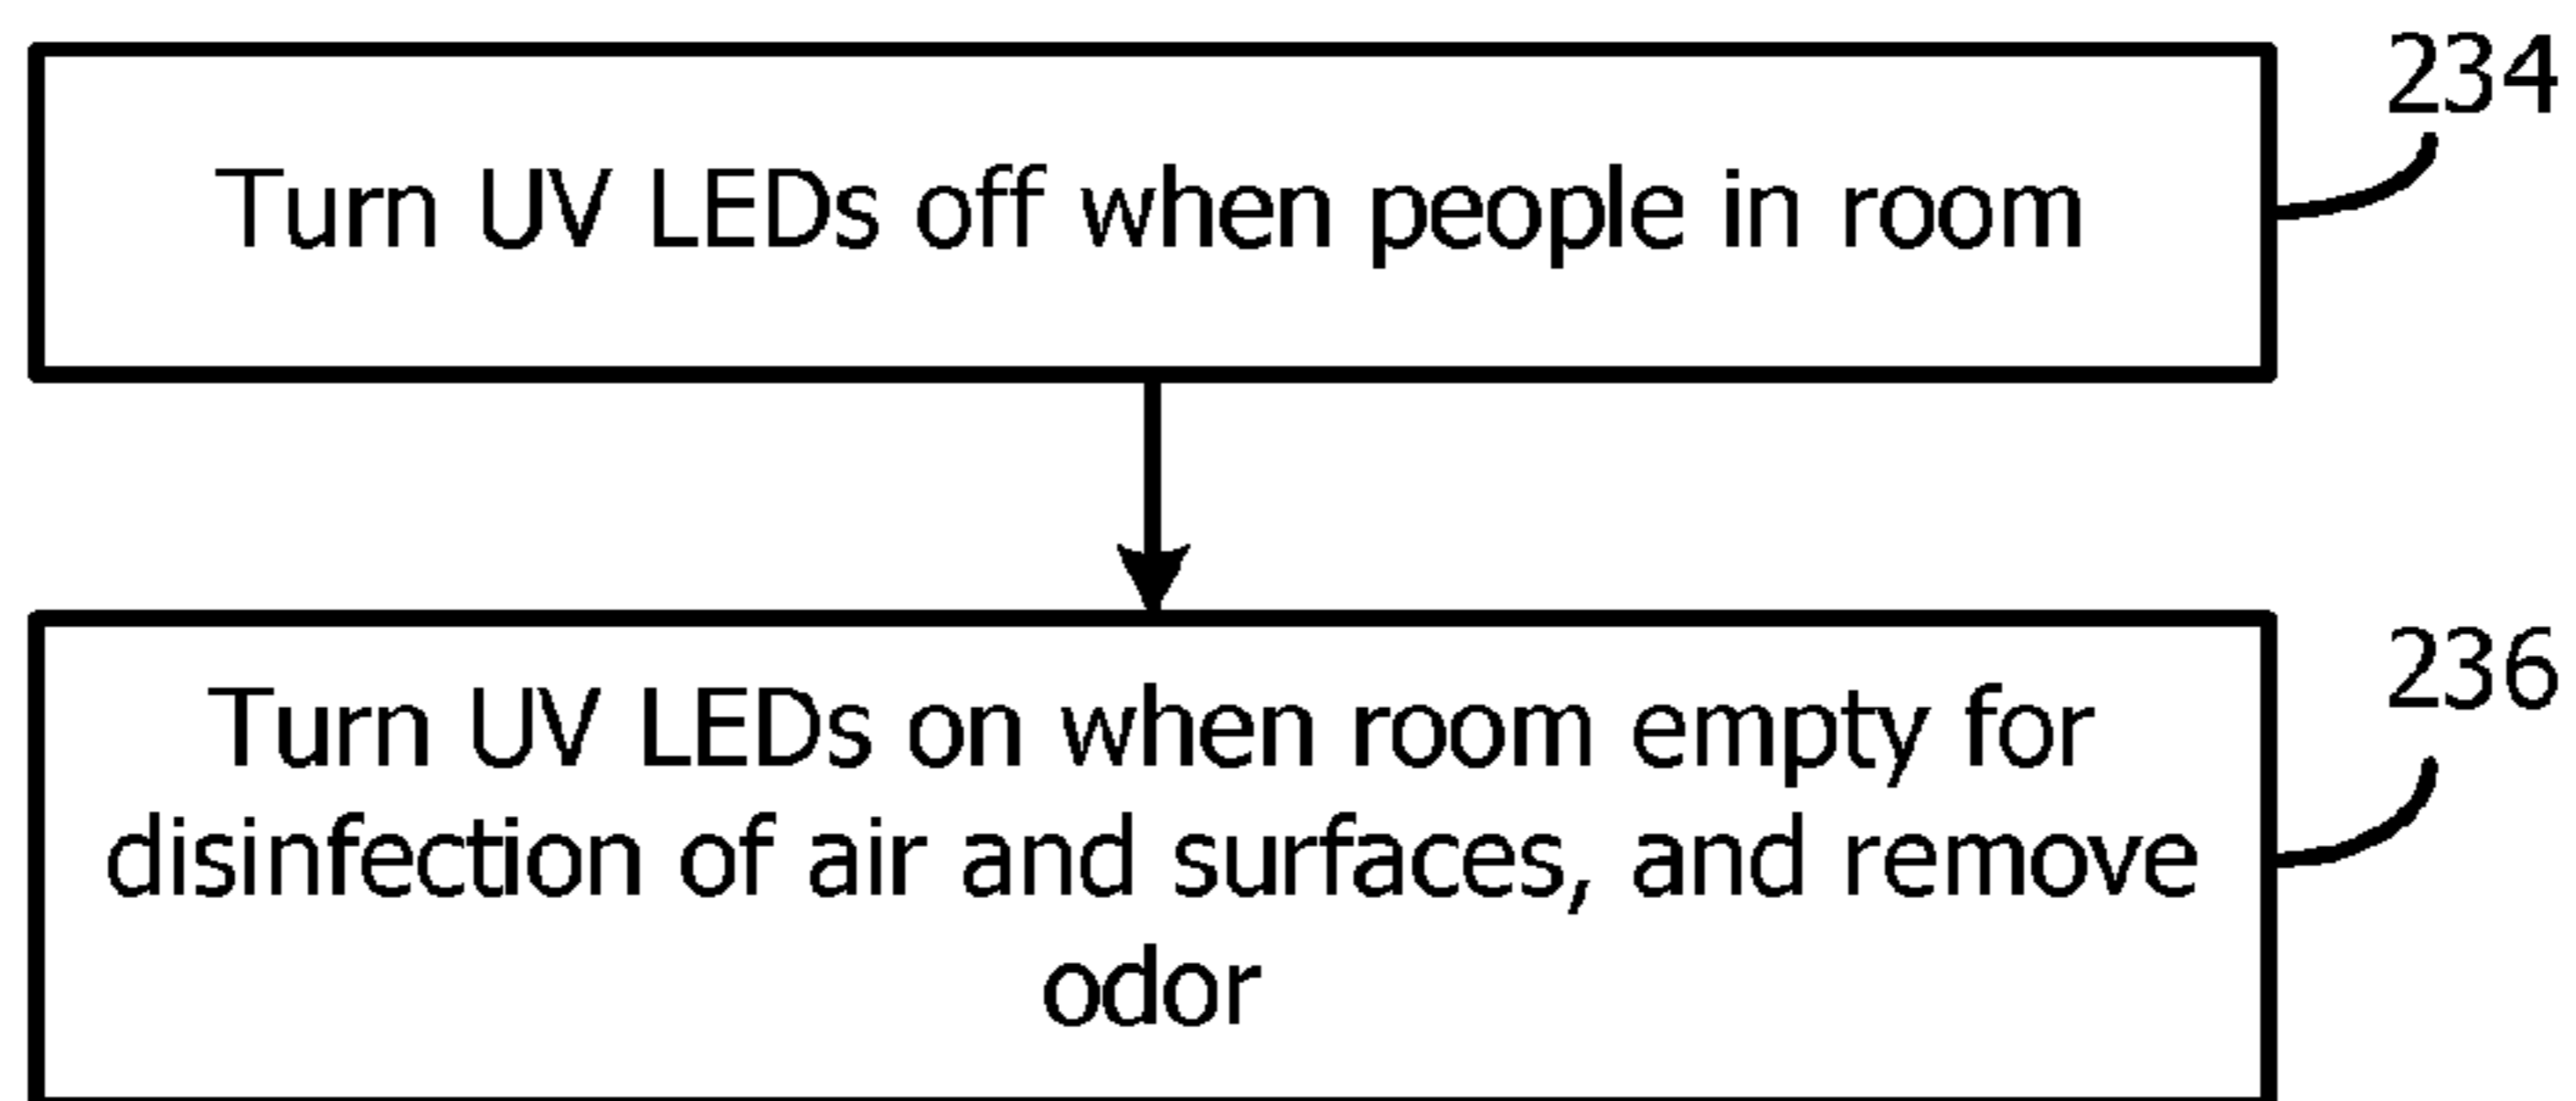 234
Turn UV LEDs off when people in room
236
Turn UV LEDs on when room empty for
disinfection of air and surfaces, and remove
odor